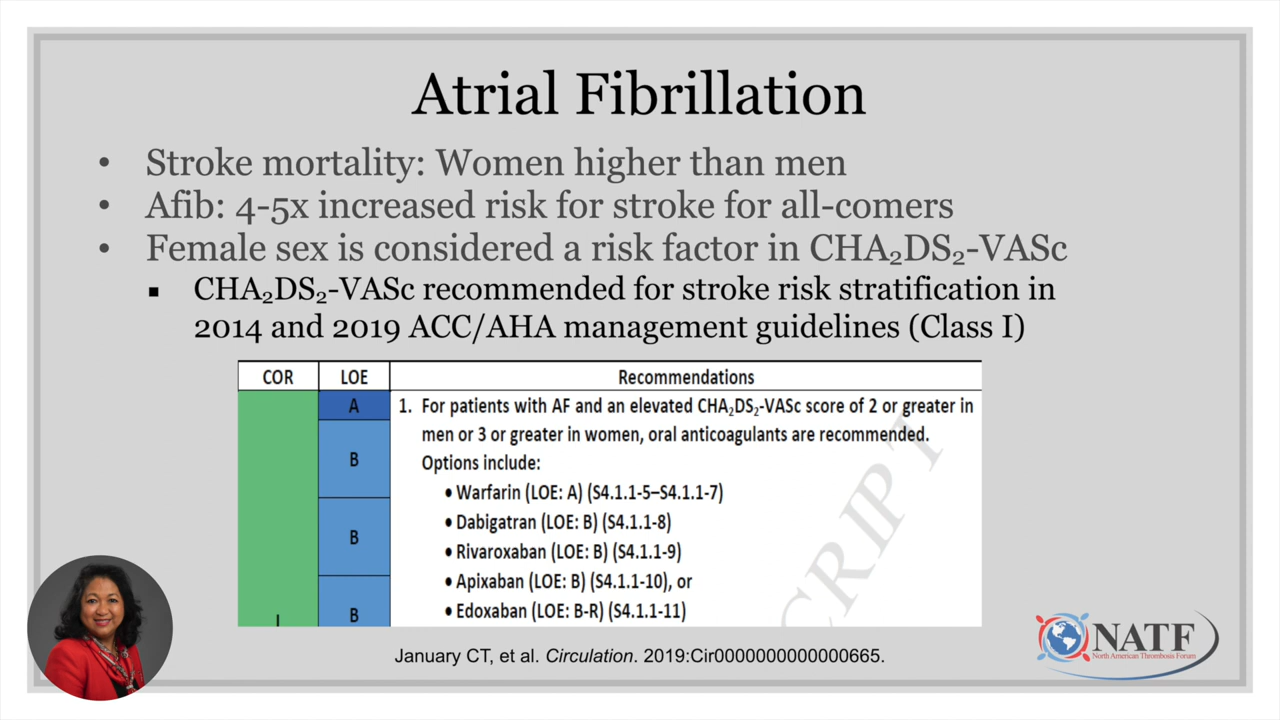 Atrial Fibrillation
• Stroke mortality: Women higher than men
• Afib: 4-5x increased risk for stroke for all-comers
• Female sex is considered a risk factor in CHA₂DS₂-VASc
▪ CHA₂DS₂-VASc recommended for stroke risk stratification in
2014 and 2019 ACC/AHA management guidelines (Class I)
COR LOE Recommendations
A 1. For patients with AF and an elevated CHA₂DS₂-VASc score of 2 or greater in
men or 3 or greater in women, oral anticoagulants are recommended.
B Options include:
• Warfarin (LOE: A) (S4.1.1-5–S4.1.1-7)
• Dabigatran (LOE: B) (S4.1.1-8)
B • Rivaroxaban (LOE: B) (S4.1.1-9)
• Apixaban (LOE: B) (S4.1.1-10), or
I B • Edoxaban (LOE: B-R) (S4.1.1-11)
CRIPT
January CT, et al. Circulation. 2019:Cir0000000000000665.
NATF
North American Thrombosis Forum